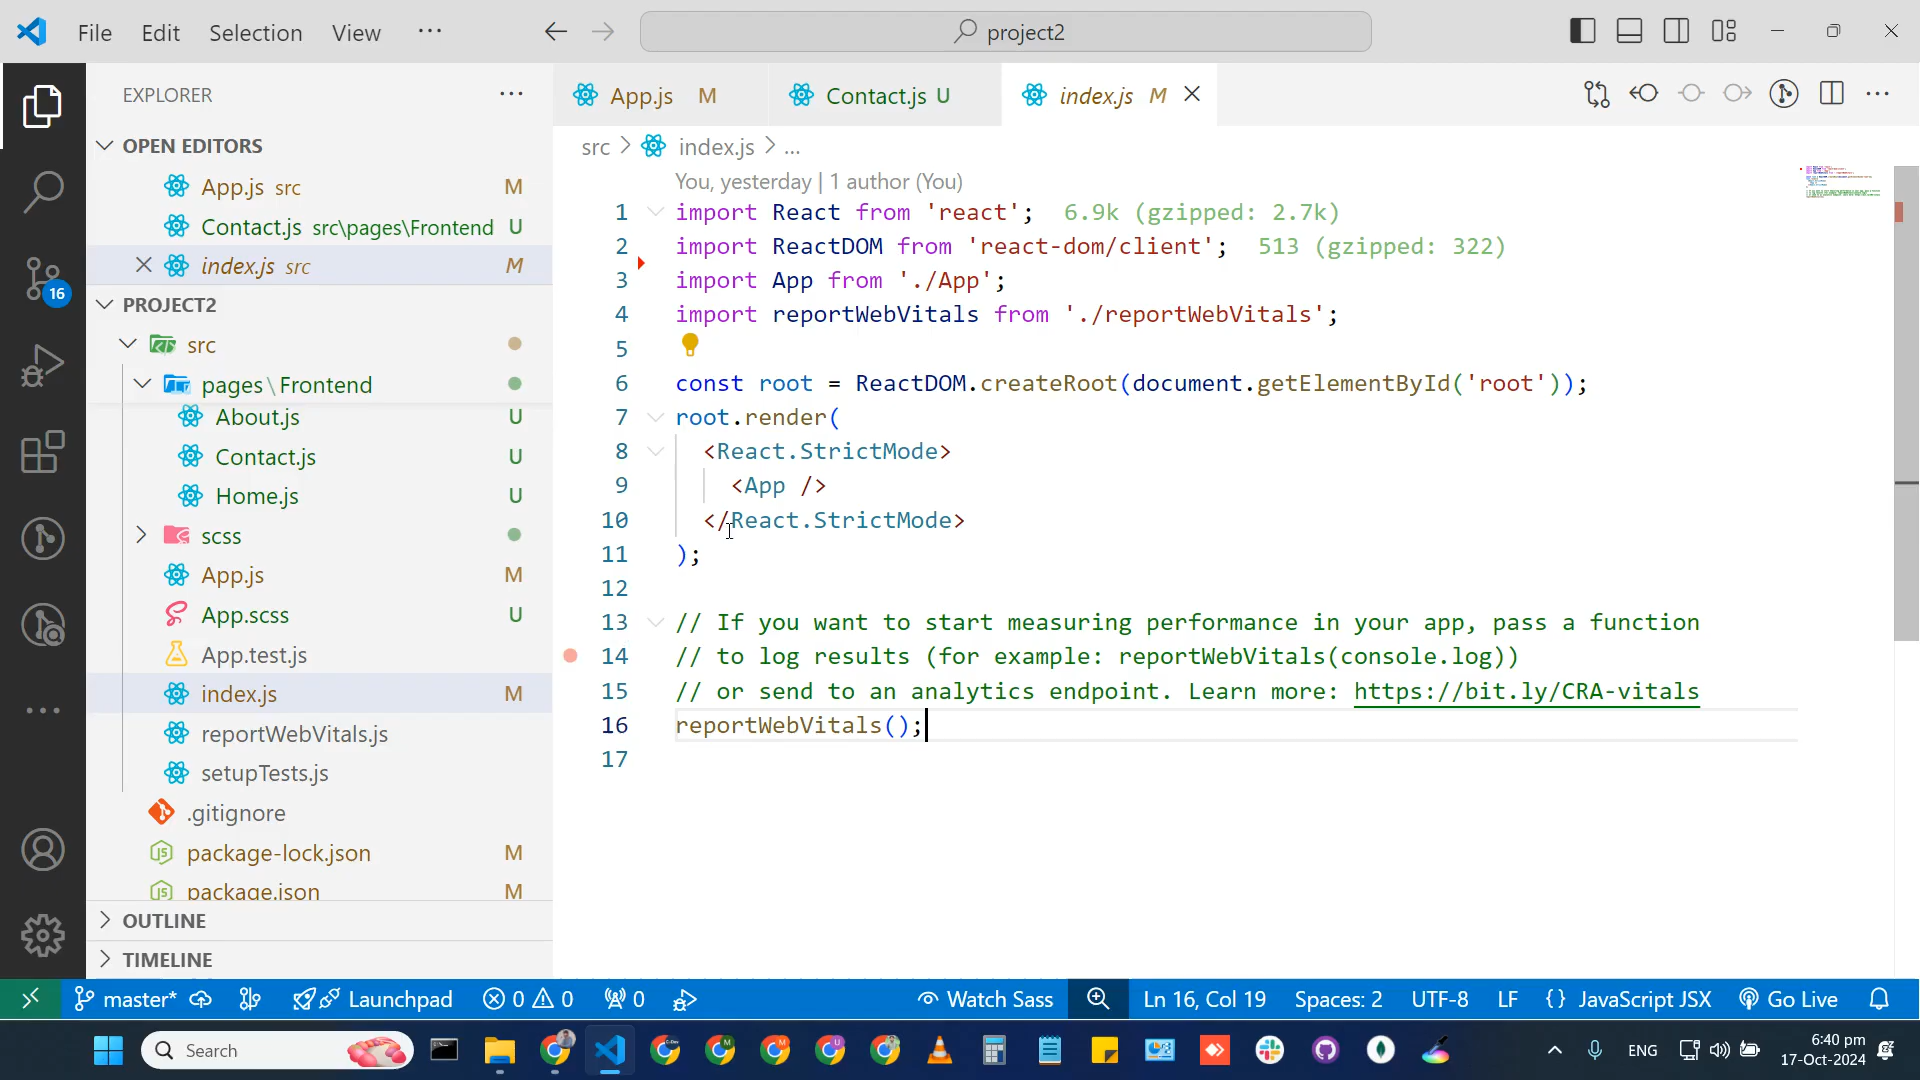 File Edit Selection View ··· project2
EXPLORER ···
OPEN EDITORS
App.js src M
Contact.js src\pages\Frontend U
index.js src M
PROJECT2
src
pages\Frontend
About.js U
Contact.js U
Home.js U
scss
App.js M
App.scss U
App.test.js
index.js M
reportWebVitals.js
setupTests.js
.gitignore
package-lock.json M
package.json M
OUTLINE
TIMELINE
16
App.js M Contact.js U index.js M
src > index.js > ...
You, yesterday | 1 author (You)
1 import React from 'react'; 6.9k (gzipped: 2.7k)
2 import ReactDOM from 'react-dom/client'; 513 (gzipped: 322)
3 import App from './App';
4 import reportWebVitals from './reportWebVitals';
5
6 const root = ReactDOM.createRoot(document.getElementById('root'));
7 root.render(
8 <React.StrictMode>
9 <App />
10 </React.StrictMode>
11 );
12
13 // If you want to start measuring performance in your app, pass a function
14 // to log results (for example: reportWebVitals(console.log))
15 // or send to an analytics endpoint. Learn more: https://bit.ly/CRA-vitals
16 reportWebVitals();
17
master* Launchpad 0 0 0 Watch Sass Ln 16, Col 19 Spaces: 2 UTF-8 LF {} JavaScript JSX Go Live
Search ENG 6:40 pm
17-Oct-2024